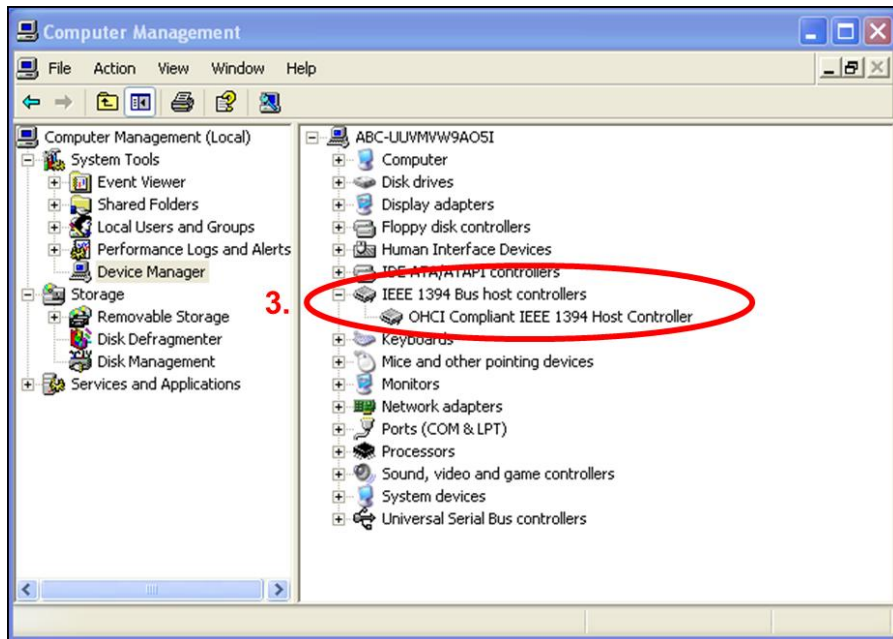 Computer Management
File Action View Window Help
Computer Management (Local)
System Tools
Event Viewer
Shared Folders
Local Users and Groups
Performance Logs and Alerts
Device Manager
Storage
Removable Storage
Disk Defragmenter
Disk Management
Services and Applications
3.
ABC-UUVMVW9AO5I
Computer
Disk drives
Display adapters
Floppy disk controllers
Human Interface Devices
IDE ATA/ATAPI controllers
IEEE 1394 Bus host controllers
OHCI Compliant IEEE 1394 Host Controller
Keyboards
Mice and other pointing devices
Monitors
Network adapters
Ports (COM & LPT)
Processors
Sound, video and game controllers
System devices
Universal Serial Bus controllers